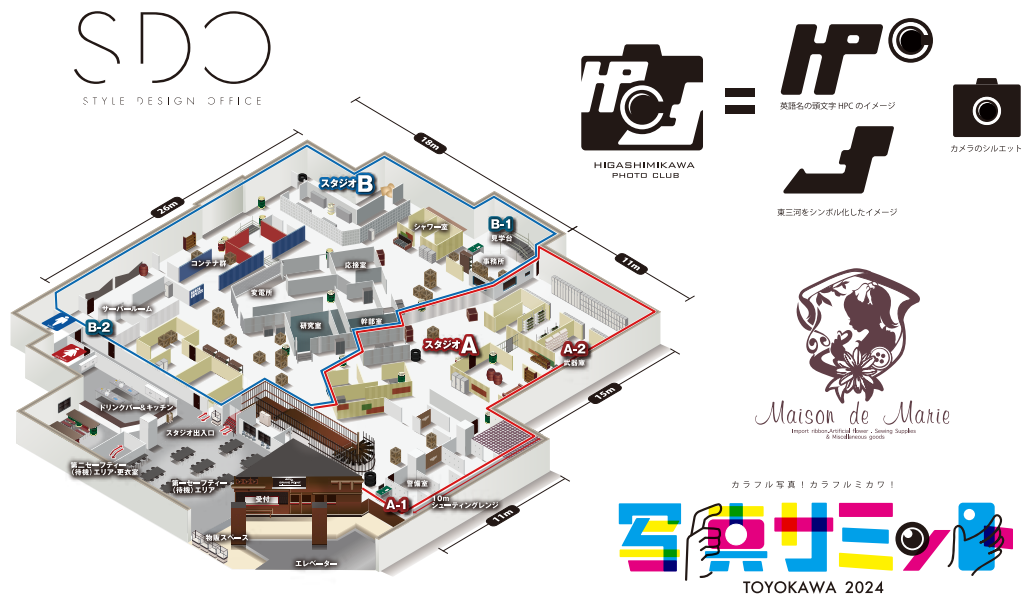 SDO
STYLE DESIGN OFFICE
18m
26m
スタジオB
B-1
見学台
シャワー室
事務所
コンテナ群
応接室
変電所
11m
サーバールーム
研究室
幹部室
B-2
スタジオA
A-2
武器庫
15m
ドリンクバー&キッチン
スタジオ出入口
第二セーフティー
(待機)エリア・更衣室
第一セーフティー
(待機)エリア
警備室
受付
A-1
10m
シューティングレンジ
11m
物販スペース
エレベーター
HPC
HIGASHIMIKAWA
PHOTO CLUB
=
HPC
英語名の頭文字 HPC のイメージ
カメラのシルエット
東三河をシンボル化したイメージ
Maison de Marie
Import ribbon,Artificial flower . Sewing Supplies
& Miscellaneous goods
カラフル写真!カラフルミカワ!
写真サミット
TOYOKAWA 2024